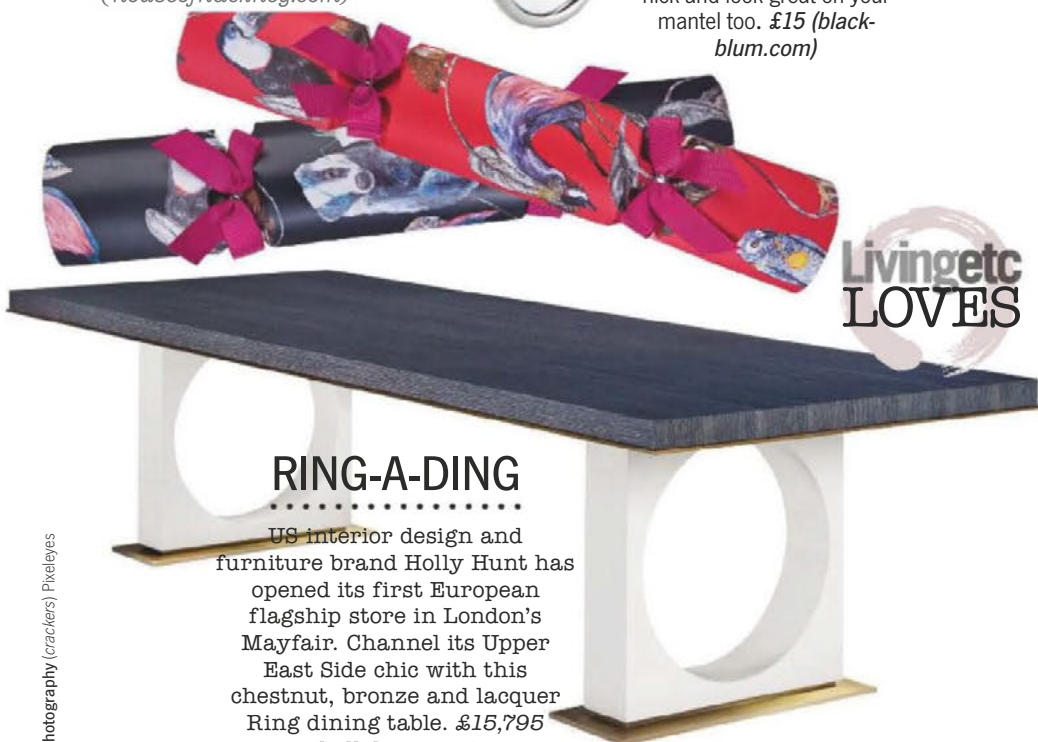 (houseofhackney.com)
nick and look great on your
mantel too. £15 (black-
blum.com)
Livingetc
LOVES
RING-A-DING
US interior design and
furniture brand Holly Hunt has
opened its first European
flagship store in London's
Mayfair. Channel its Upper
East Side chic with this
chestnut, bronze and lacquer
Ring dining table. £15,795
hotography (crackers) Pixeleyes